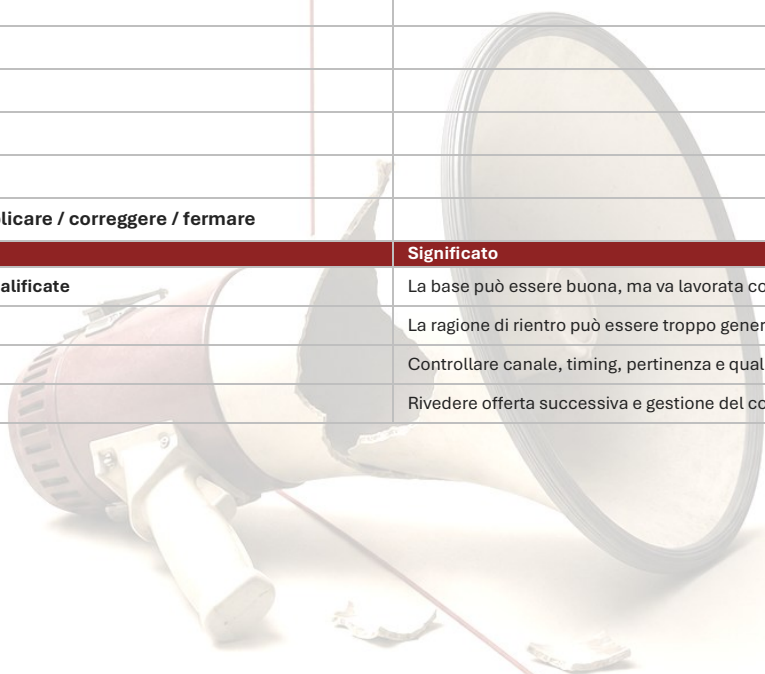 licare / correggere / fermare
Significato
alificate
La base può essere buona, ma va lavorata co
La ragione di rientro può essere troppo gener
Controllare canale, timing, pertinenza e qual
Rivedere offerta successiva e gestione del co